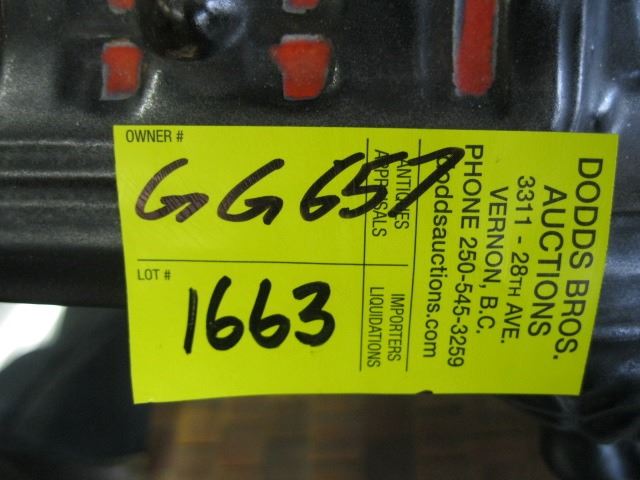 OWNER #
GG657
LOT #
1663
ANTIQUES
APPRAISALS
IMPORTERS
LIQUIDATIONS
DODDS BROS.
AUCTIONS
3311 - 28TH AVE.
VERNON, B.C.
PHONE 250-545-3259
doddsauctions.com